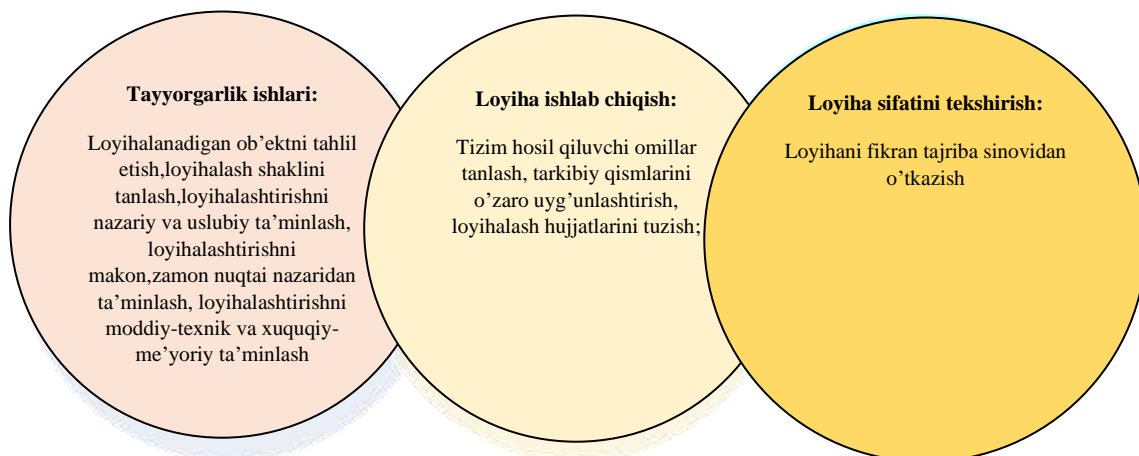 Tayyorgarlik ishlari:
Loyihalanadigan ob’ektni tahlil
etish,loyihalash shaklini
tanlash,loyihalashtirishni
nazariy va uslubiy ta’minlash,
loyihalashtirishni
makon,zamon nuqtai nazaridan
ta’minlash, loyihalashtirishni
moddiy-texnik va xuquqiy-
me’yoriy ta’minlash
Loyiha ishlab chiqish:
Tizim hosil qiluvchi omillar
tanlash, tarkibiy qismlarini
o’zaro uyg’unlashtirish,
loyihalash hujjatlarini tuzish;
Loyiha sifatini tekshirish:
Loyihani fikran tajriba sinovidan
o’tkazish